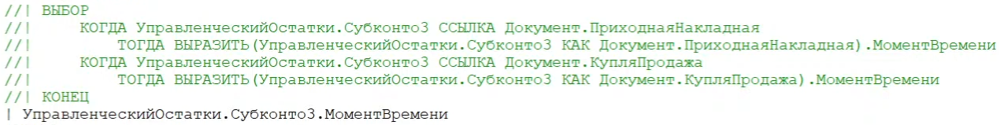 //| ВЫБОР
//|     КОГДА УправленческийОстатки.Субконто3 ССЫЛКА Документ.ПриходнаяНакладная
//|         ТОГДА ВЫРАЗИТЬ(УправленческийОстатки.Субконто3 КАК Документ.ПриходнаяНакладная).МоментВремени
//|     КОГДА УправленческийОстатки.Субконто3 ССЫЛКА Документ.КупляПродажа
//|         ТОГДА ВЫРАЗИТЬ(УправленческийОстатки.Субконто3 КАК Документ.КупляПродажа).МоментВремени
//| КОНЕЦ
| УправленческийОстатки.Субконто3.МоментВремени